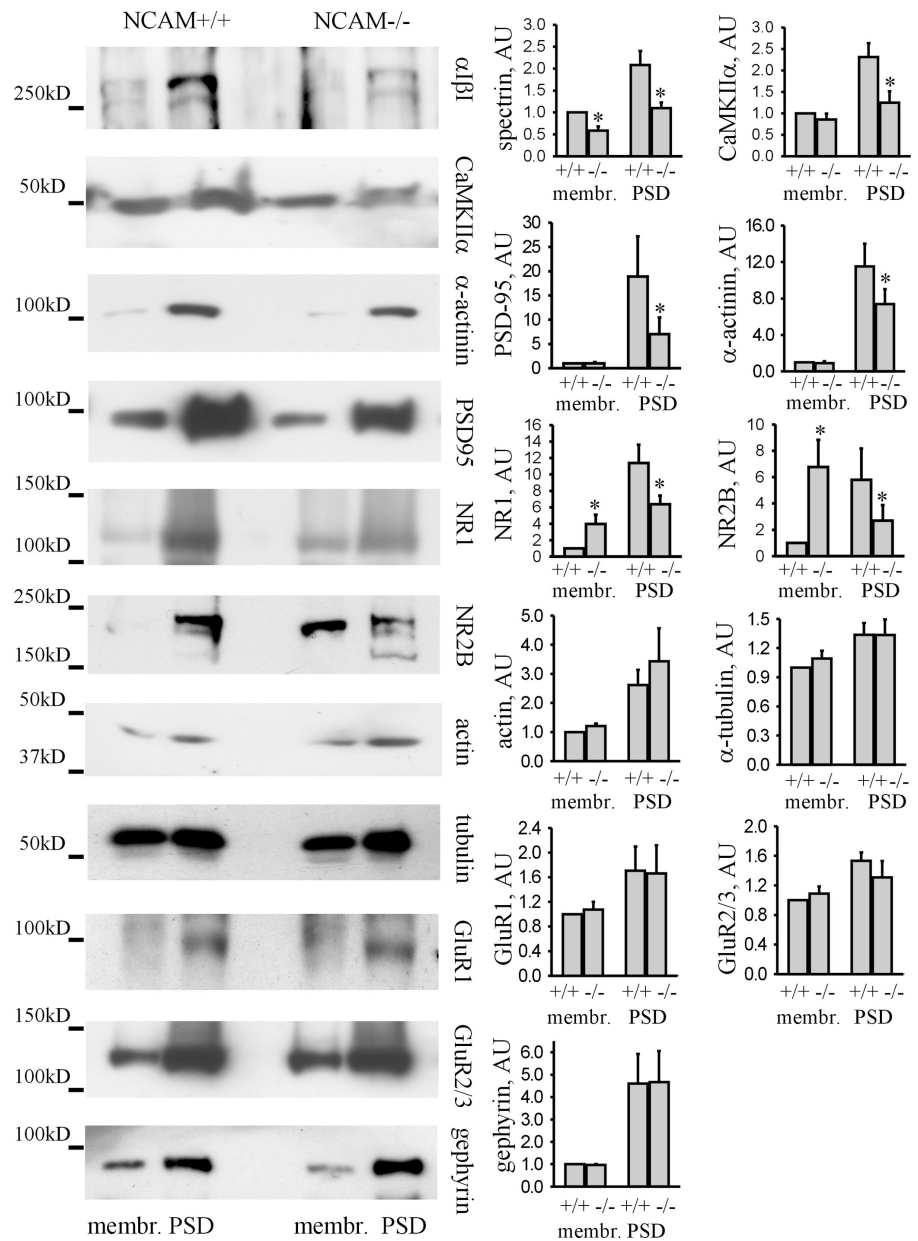 NCAM+/+ NCAM-/-
250kD
αIβI
50kD
CaMKIIα
100kD
α-actinin
100kD
PSD95
150kD
100kD
NR1
250kD
150kD
NR2B
50kD
37kD
actin
50kD
tubulin
100kD
GluR1
150kD
100kD
GluR2/3
100kD
gephyrin
membr. PSD membr. PSD
spectrin, AU
3.0
2.5
2.0
1.5
1.0
0.5
0.0
*
*
+/+ -/- +/+ -/-
membr. PSD
CaMKIIα, AU
3.0
2.5
2.0
1.5
1.0
0.5
0.0
*
+/+ -/- +/+ -/-
membr. PSD
PSD-95, AU
30
25
20
15
10
5
0
*
+/+ -/- +/+ -/-
membr. PSD
α-actinin, AU
16.0
12.0
8.0
4.0
0.0
*
+/+ -/- +/+ -/-
membr. PSD
NR1, AU
16
14
12
10
8
6
4
2
0
*
*
+/+ -/- +/+ -/-
membr. PSD
NR2B, AU
10
8
6
4
2
0
*
*
+/+ -/- +/+ -/-
membr. PSD
actin, AU
5.0
4.0
3.0
2.0
1.0
0.0
+/+ -/- +/+ -/-
membr. PSD
α-tubulin, AU
1.5
1.2
0.9
0.6
0.3
0.0
+/+ -/- +/+ -/-
membr. PSD
GluR1, AU
2.4
2.0
1.6
1.2
0.8
0.4
0.0
+/+ -/- +/+ -/-
membr. PSD
GluR2/3, AU
2.0
1.6
1.2
0.8
0.4
0.0
+/+ -/- +/+ -/-
membr. PSD
gephyrin, AU
6.0
5.0
4.0
3.0
2.0
1.0
0.0
+/+ -/- +/+ -/-
membr. PSD